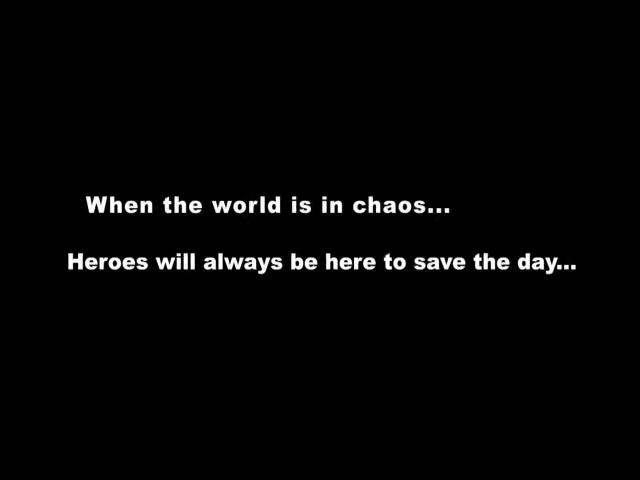 When the world is in chaos...
Heroes will always be here to save the day...